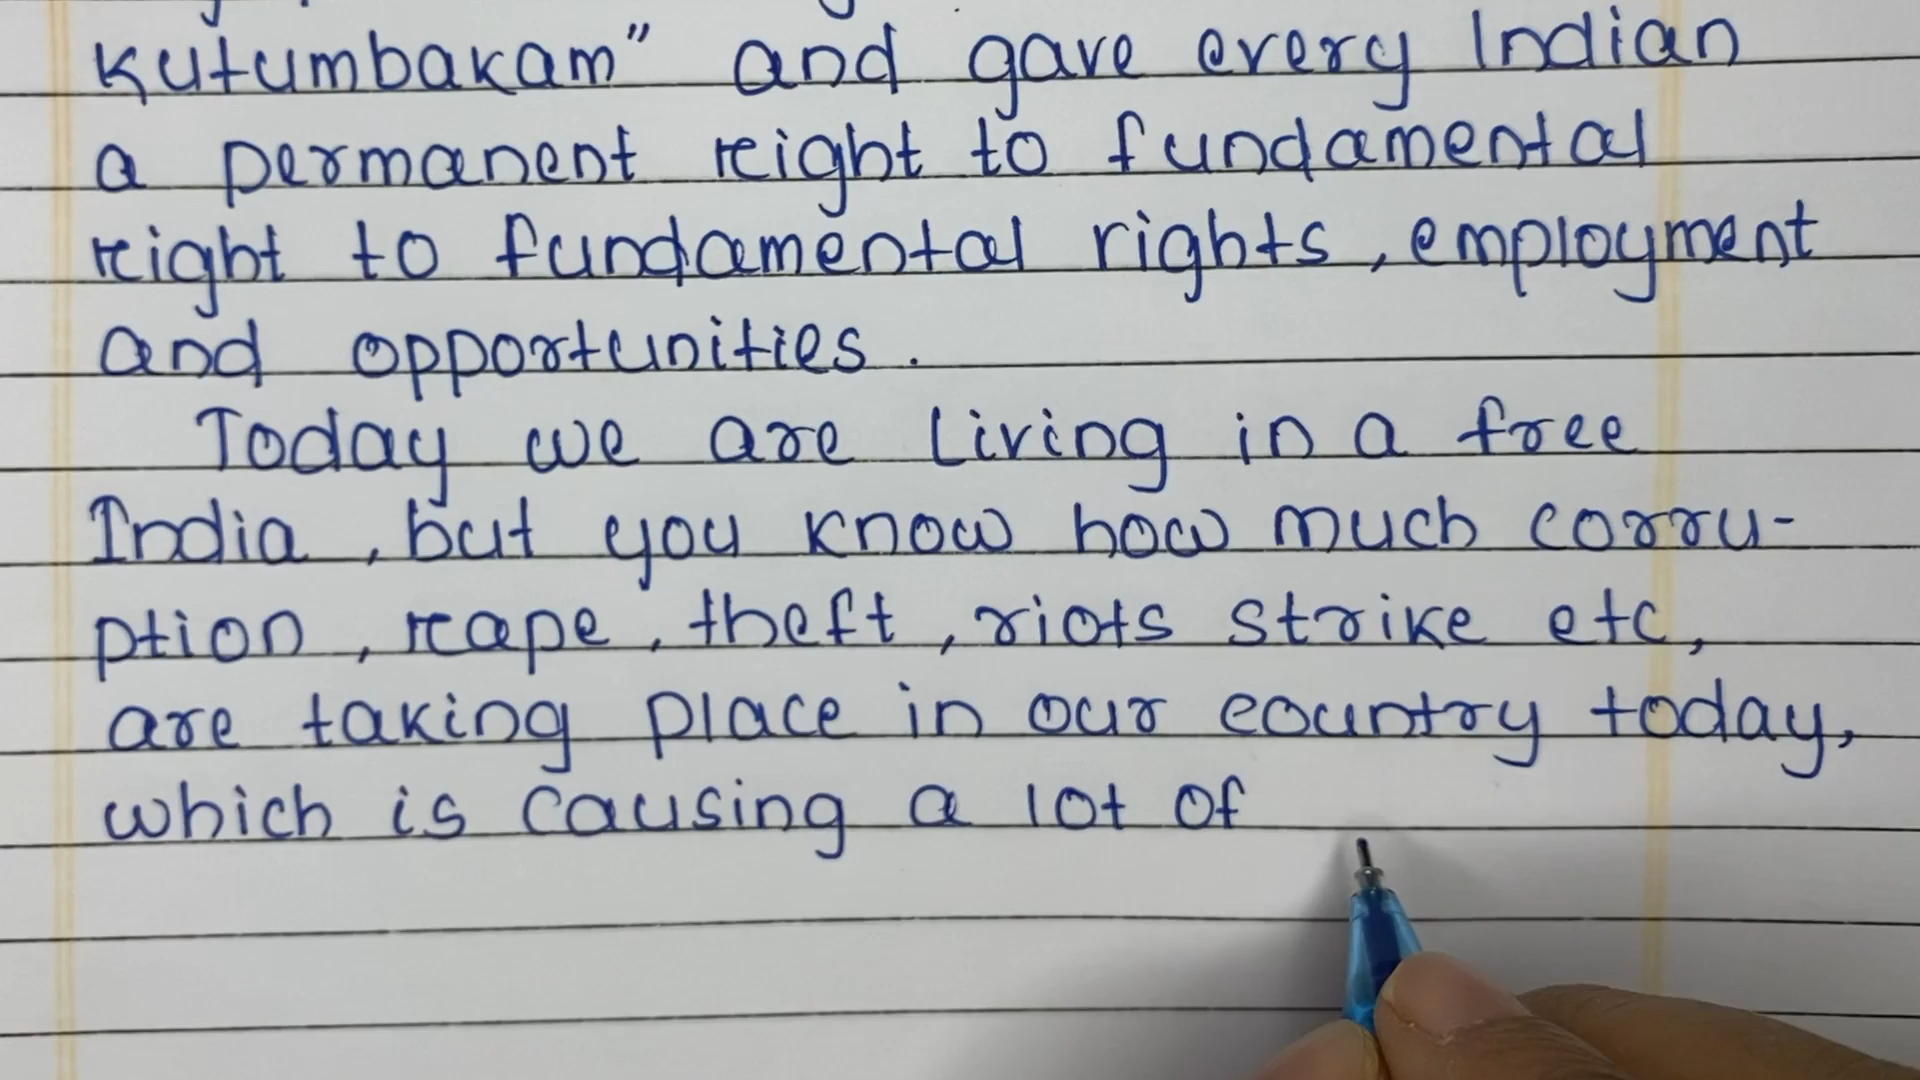 Kutumbakam" and gave every Indian
a permanent reight to fundamental
reight to fundamental rights, employment
and opportunities.
Today we are living in a free
India, but you know how much corru-
ption, rape, theft, riots strike etc,
are taking place in our country today,
which is causing a lot of